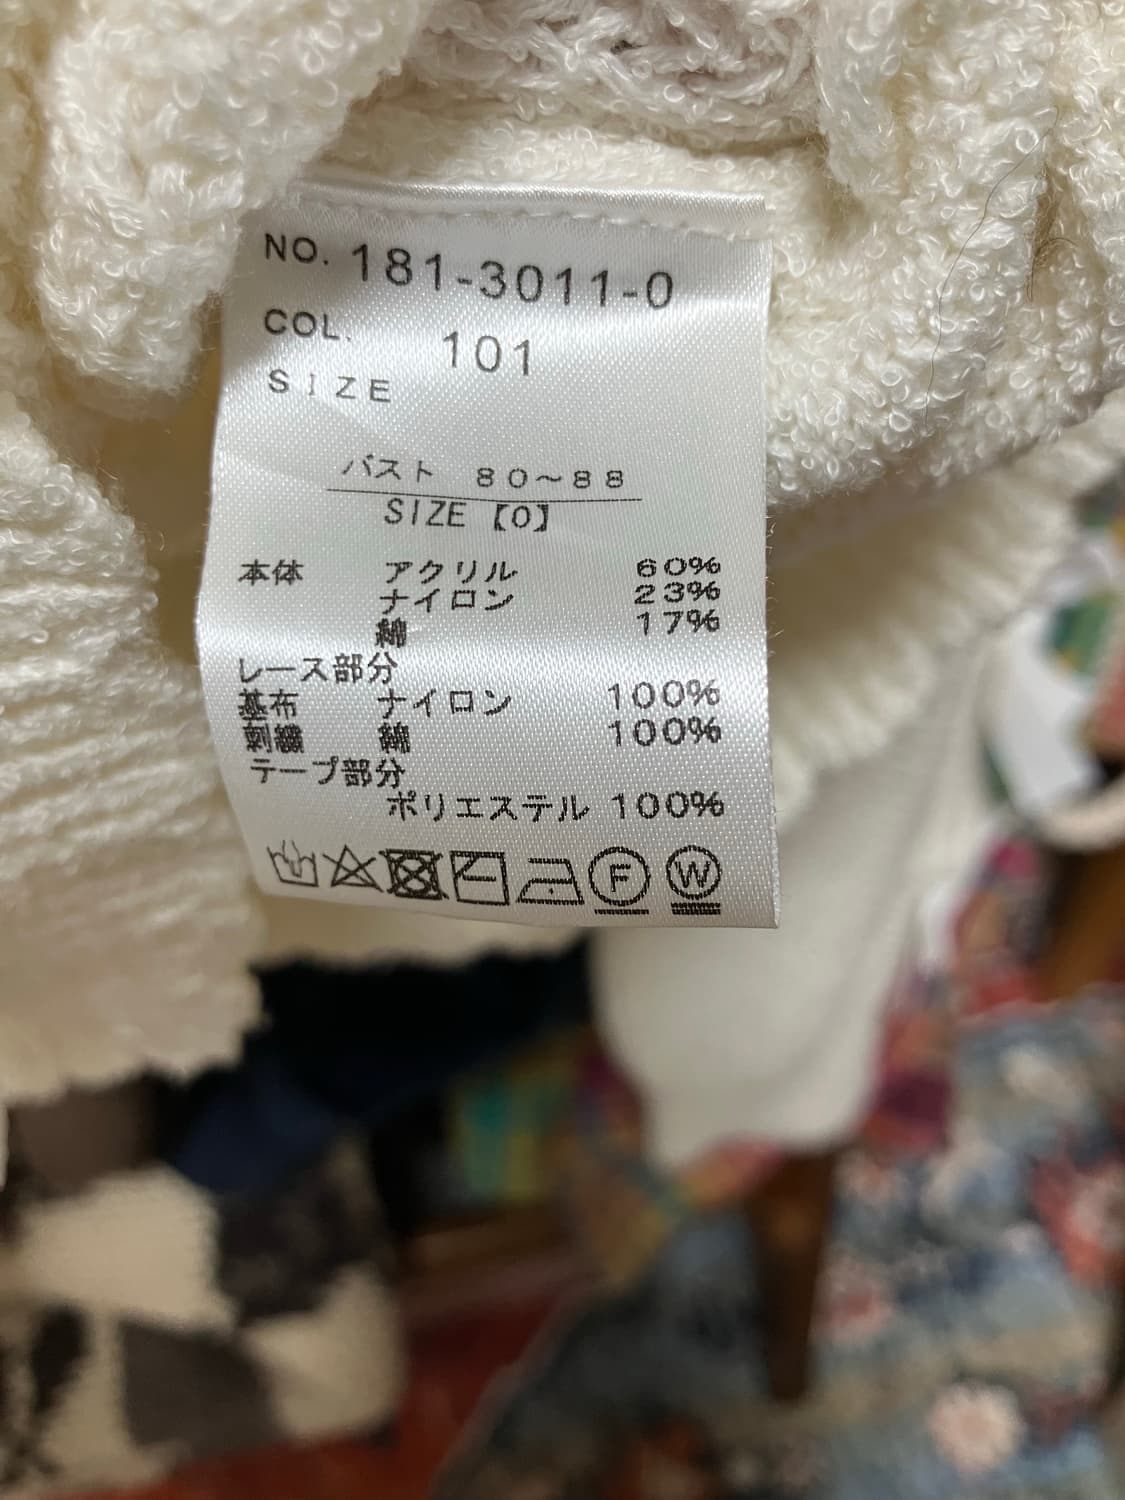 NO. 181-3011-0
COL. 101
SIZE
バスト 80～88
SIZE【0】
本体 アクリル 60%
ナイロン 23%
綿 17%
レース部分
基布 ナイロン 100%
刺繍 綿 100%
テープ部分
ポリエステル 100%
F W